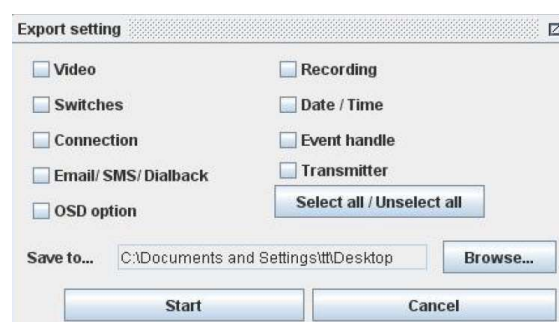 Export setting
Video
Recording
Switches
Date / Time
Connection
Event handle
Email/ SMS/ Dialback
Transmitter
OSD option
Select all / Unselect all
Save to...
C:\Documents and Settings\tt\Desktop
Browse...
Start
Cancel